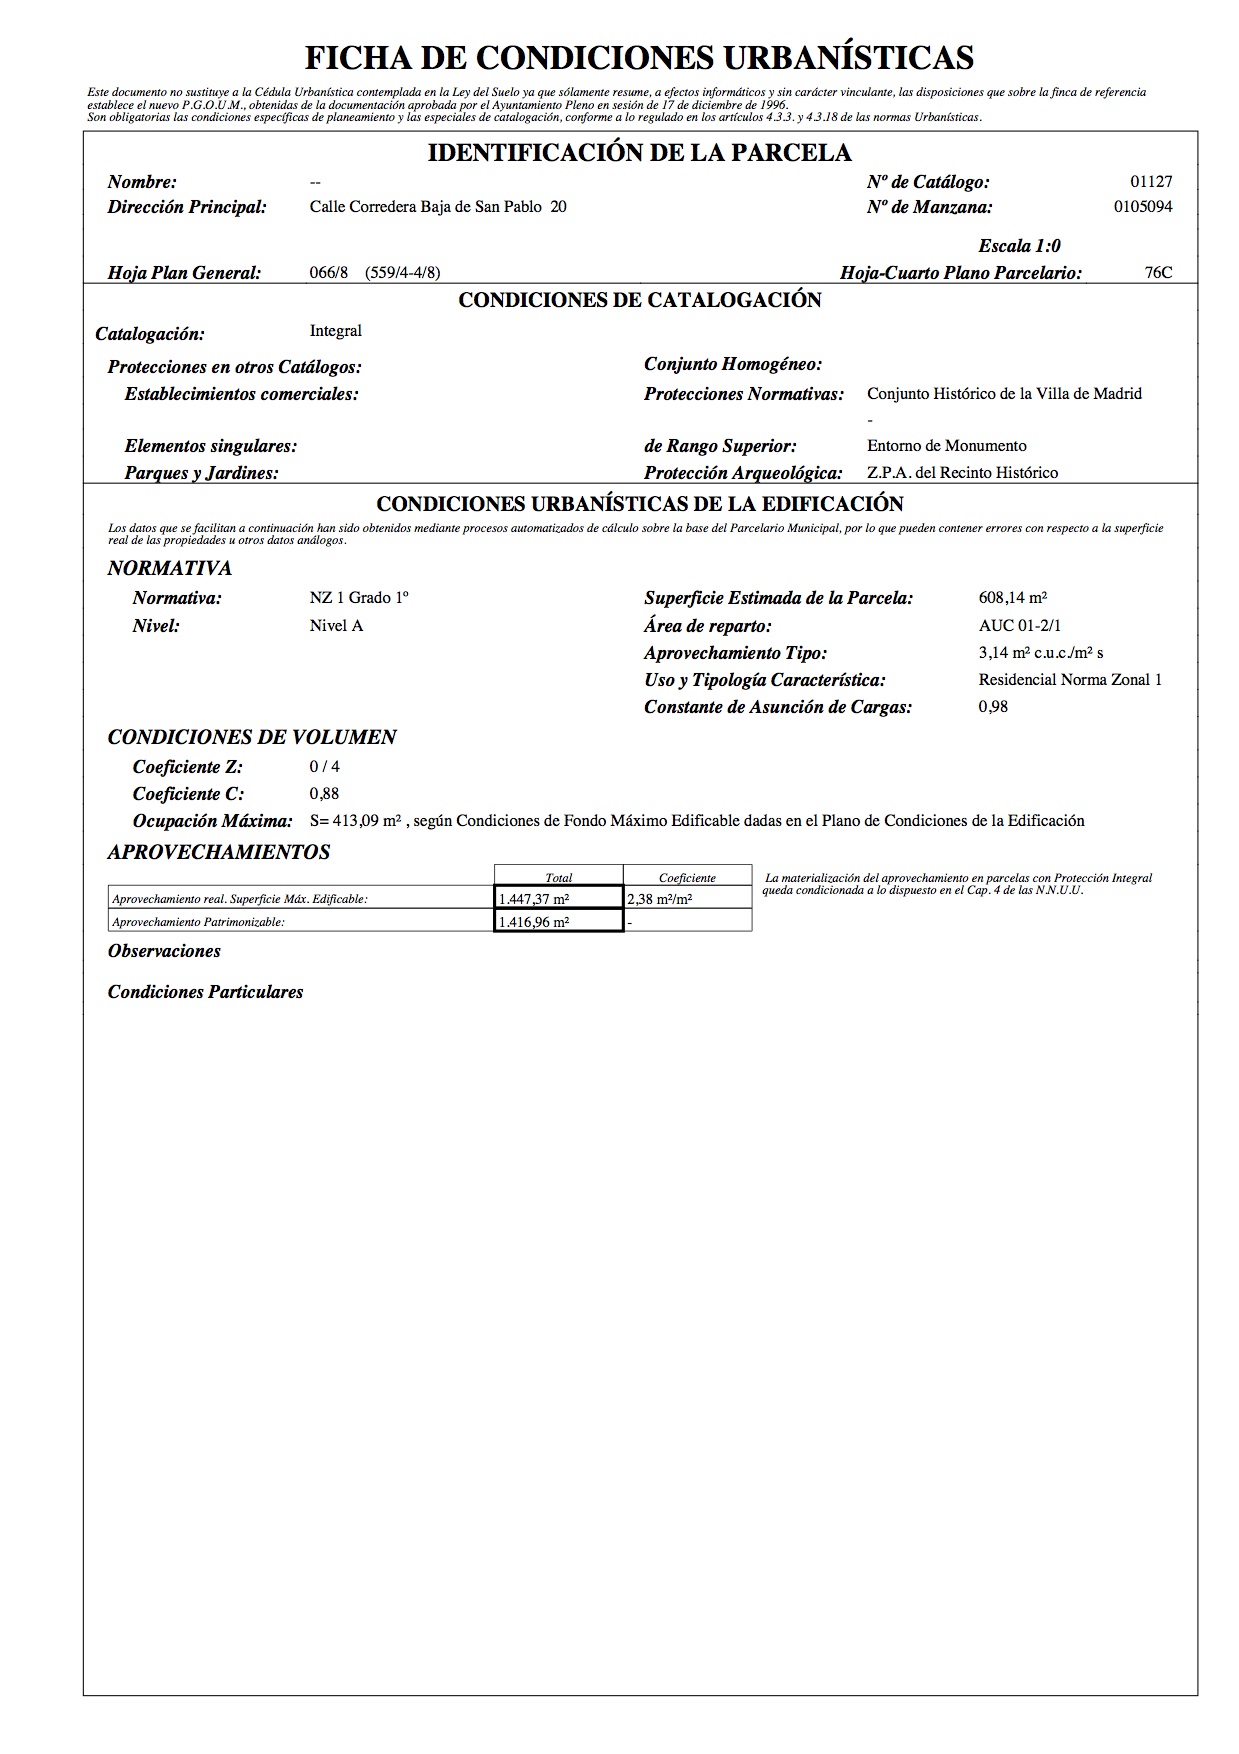 FICHA DE CONDICIONES URBANÍSTICAS
Este documento no sustituye a la Cédula Urbanística contemplada en la Ley del Suelo ya que sólamente resume, a efectos informáticos y sin carácter vinculante, las disposiciones que sobre la finca de referencia
establece el nuevo P.G.O.U.M., obtenidas de la documentación aprobada por el Ayuntamiento Pleno en sesión de 17 de diciembre de 1996.
Son obligatorias las condiciones específicas de planeamiento y las especiales de catalogación, conforme a lo regulado en los artículos 4.3.3. y 4.3.18 de las normas Urbanísticas.
IDENTIFICACIÓN DE LA PARCELA
Nombre: -- Nº de Catálogo: 01127
Dirección Principal: Calle Corredera Baja de San Pablo 20 Nº de Manzana: 0105094
Escala 1:0
Hoja Plan General: 066/8 (559/4-4/8) Hoja-Cuarto Plano Parcelario: 76C
CONDICIONES DE CATALOGACIÓN
Catalogación: Integral
Protecciones en otros Catálogos: Conjunto Homogéneo:
Establecimientos comerciales: Protecciones Normativas: Conjunto Histórico de la Villa de Madrid
-
Elementos singulares: de Rango Superior: Entorno de Monumento
Parques y Jardines: Protección Arqueológica: Z.P.A. del Recinto Histórico
CONDICIONES URBANÍSTICAS DE LA EDIFICACIÓN
Los datos que se facilitan a continuación han sido obtenidos mediante procesos automatizados de cálculo sobre la base del Parcelario Municipal, por lo que pueden contener errores con respecto a la superficie
real de las propiedades u otros datos análogos.
NORMATIVA
Normativa: NZ 1 Grado 1º Superficie Estimada de la Parcela: 608,14 m²
Nivel: Nivel A Área de reparto: AUC 01-2/1
Aprovechamiento Tipo: 3,14 m² c.u.c./m² s
Uso y Tipología Característica: Residencial Norma Zonal 1
Constante de Asunción de Cargas: 0,98
CONDICIONES DE VOLUMEN
Coeficiente Z: 0 / 4
Coeficiente C: 0,88
Ocupación Máxima: S= 413,09 m² , según Condiciones de Fondo Máximo Edificable dadas en el Plano de Condiciones de la Edificación
APROVECHAMIENTOS
Total Coeficiente La materialización del aprovechamiento en parcelas con Protección Integral
queda condicionada a lo dispuesto en el Cap. 4 de las N.N.U.U.
Aprovechamiento real. Superficie Máx. Edificable: 1.447,37 m² 2,38 m²/m²
Aprovechamiento Patrimonizable: 1.416,96 m² -
Observaciones
Condiciones Particulares